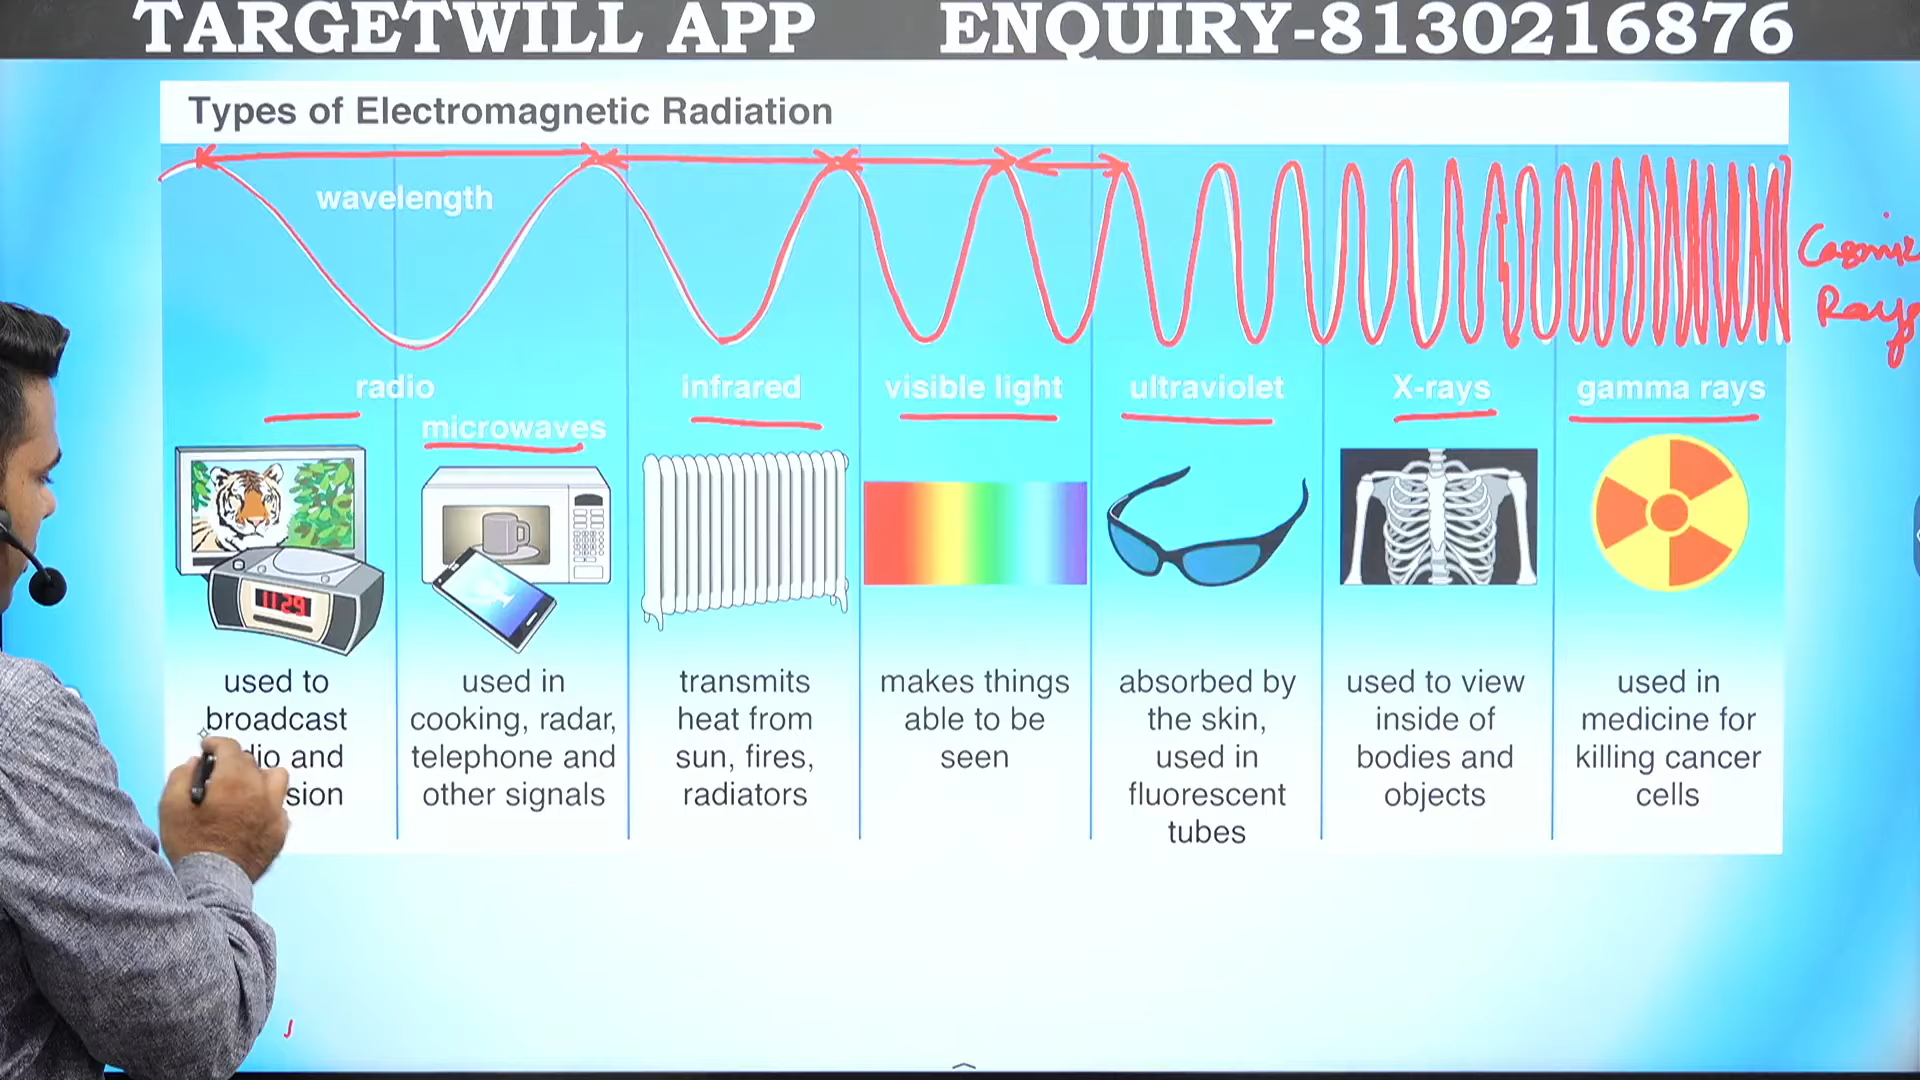 TARGETWILL APP ENQUIRY-8130216876
Types of Electromagnetic Radiation
wavelength
Cosmic
Rays
radio
microwaves
infrared
visible light
ultraviolet
X-rays
gamma rays
1129
used to
broadcast
and
used in
cooking, radar,
telephone and
other signals
transmits
heat from
sun, fires,
radiators
makes things
able to be
seen
absorbed by
the skin,
used in
fluorescent
tubes
used to view
inside of
bodies and
objects
used in
medicine for
killing cancer
cells